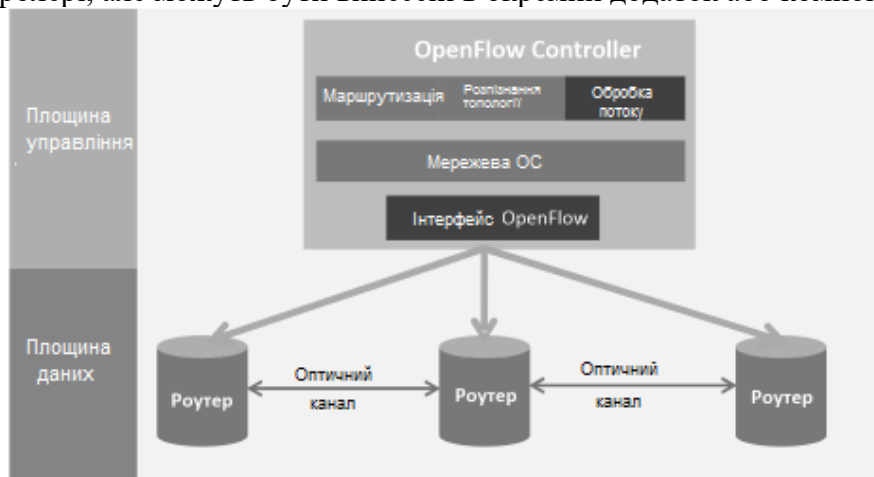 OpenFlow Controller
Маршрутизація
Розпізнання
топології
Обробка
потоку
Площина
управління
Мережева ОС
Інтерфейс OpenFlow
Площина
даних
Оптичний
канал
Оптичний
канал
Роутер
Роутер
Роутер